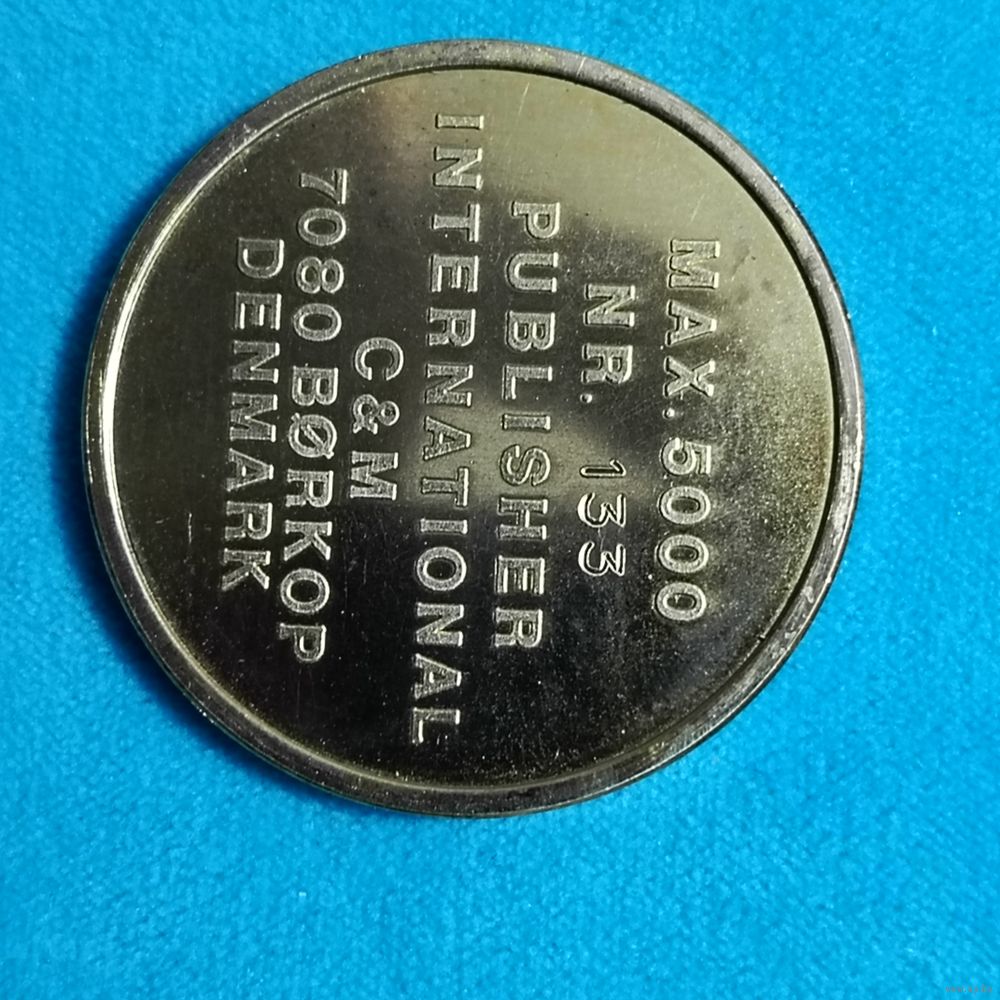 MAX. 5000
NR. 133
PUBLISHER
INTERNATIONAL
C&M
7080 BØRKOP
DENMARK